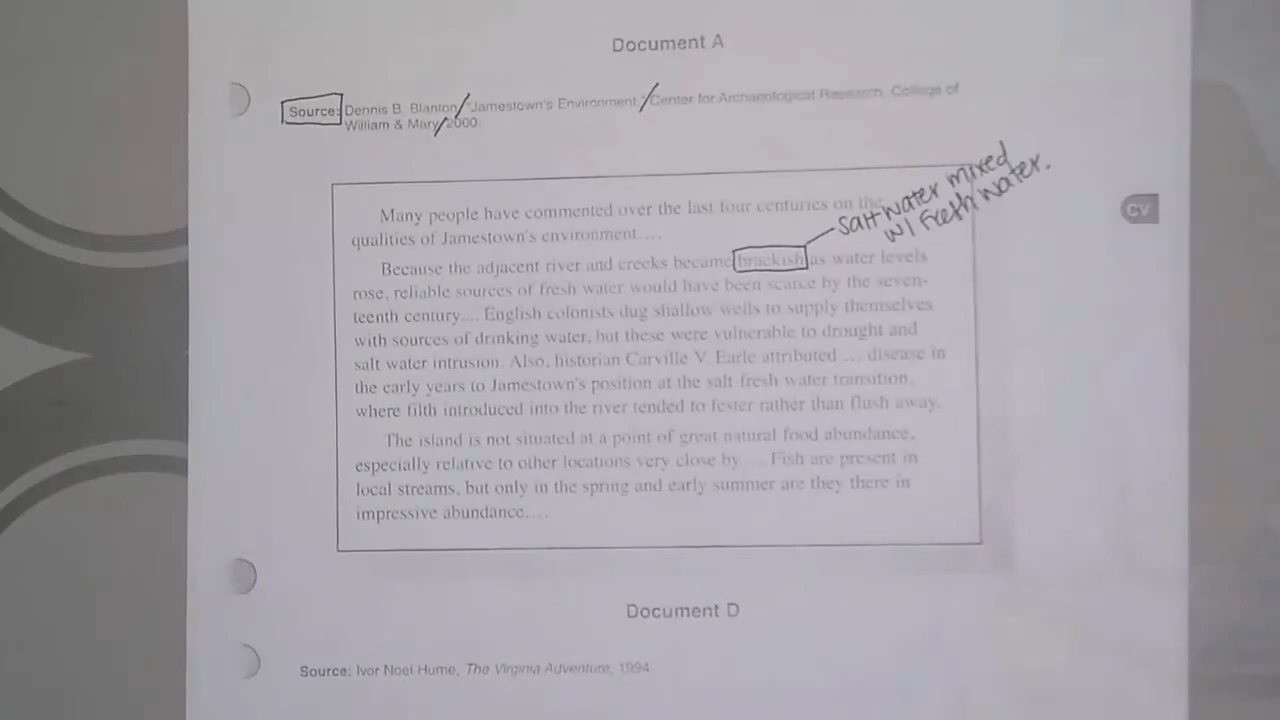 Document A
Source: Dennis B. Blanton, "Jamestown's Environment," Center for Archaeological Research, College of
William & Mary, 2000.
Salt water mixed
w/ Fresh water.
Many people have commented over the last four centuries on the
qualities of Jamestown's environment....
Because the adjacent river and creeks became brackish as water levels
rose, reliable sources of fresh water would have been scarce by the seven-
teenth century.... English colonists dug shallow wells to supply themselves
with sources of drinking water, but these were vulnerable to drought and
salt water intrusion. Also, historian Carville V. Earle attributed ... disease in
the early years to Jamestown's position at the salt-fresh water transition,
where filth introduced into the river tended to fester rather than flush away.
The island is not situated at a point of great natural food abundance,
especially relative to other locations very close by .... Fish are present in
local streams, but only in the spring and early summer are they there in
impressive abundance....
CV
Document D
Source: Ivor Noel Hume, The Virginia Adventure, 1994